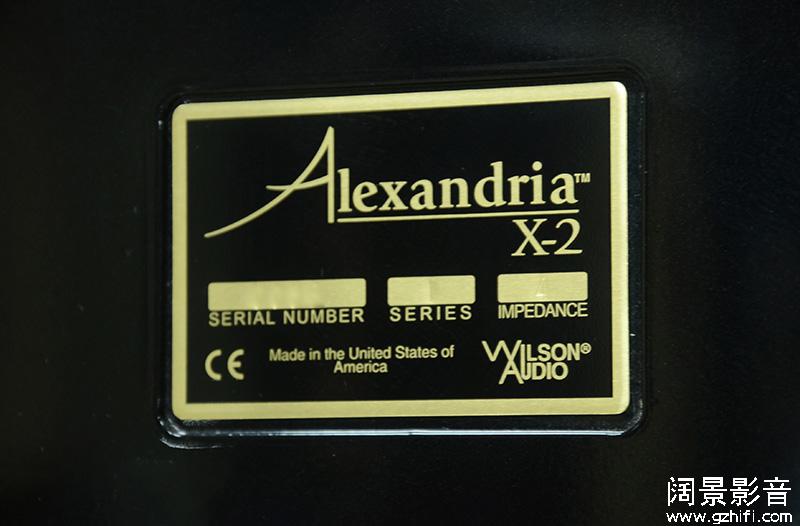 Alexandria™
X-2
SERIAL NUMBER SERIES IMPEDANCE
CE Made in the United States of
America
WILSON®
AUDIO
阔景影音
www.gzhifi.com